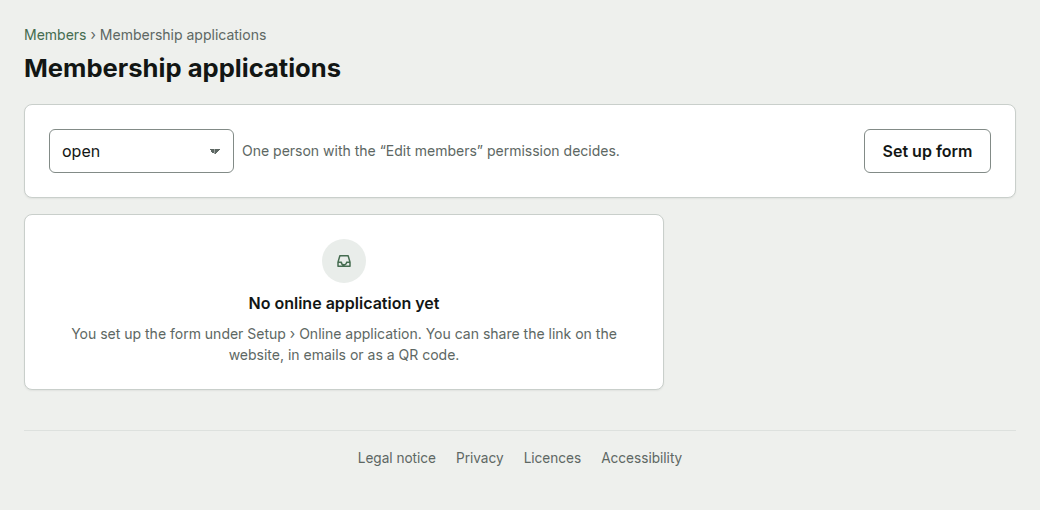 Members › Membership applications
Membership applications
open
One person with the “Edit members” permission decides.
Set up form
No online application yet
You set up the form under Setup › Online application. You can share the link on the
website, in emails or as a QR code.
Legal notice Privacy Licences Accessibility